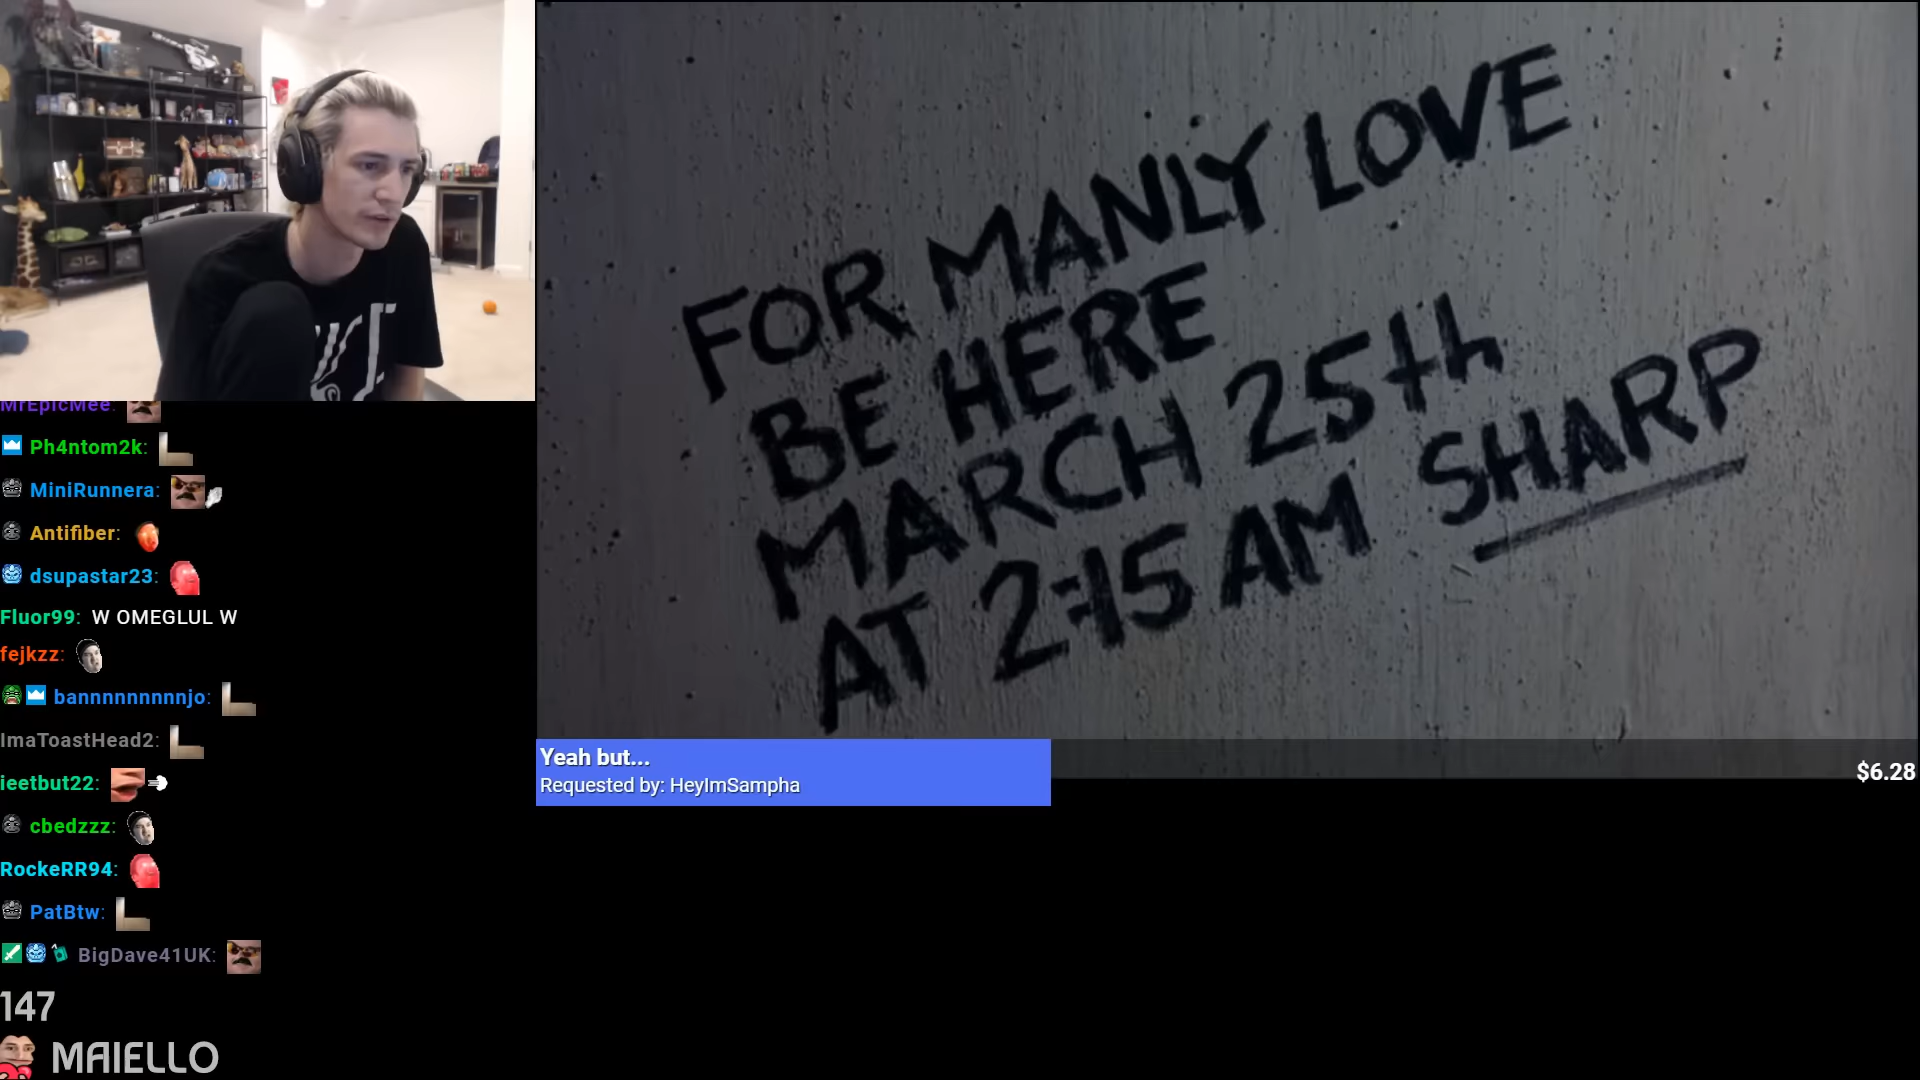 FOR MANLY LOVE
BE HERE
MARCH 25th
AT 2:15 AM SHARP
Yeah but...
Requested by: HeyImSampha
$6.28
MrEpicMee:
Ph4ntom2k:
MiniRunnera:
Antifiber:
dsupastar23:
Fluor99: W OMEGLUL W
fejkzz:
bannnnnnnnnjo:
ImaToastHead2:
ieetbut22:
cbedzzz:
RockeRR94:
PatBtw:
BigDave41UK:
147
MAIELLO